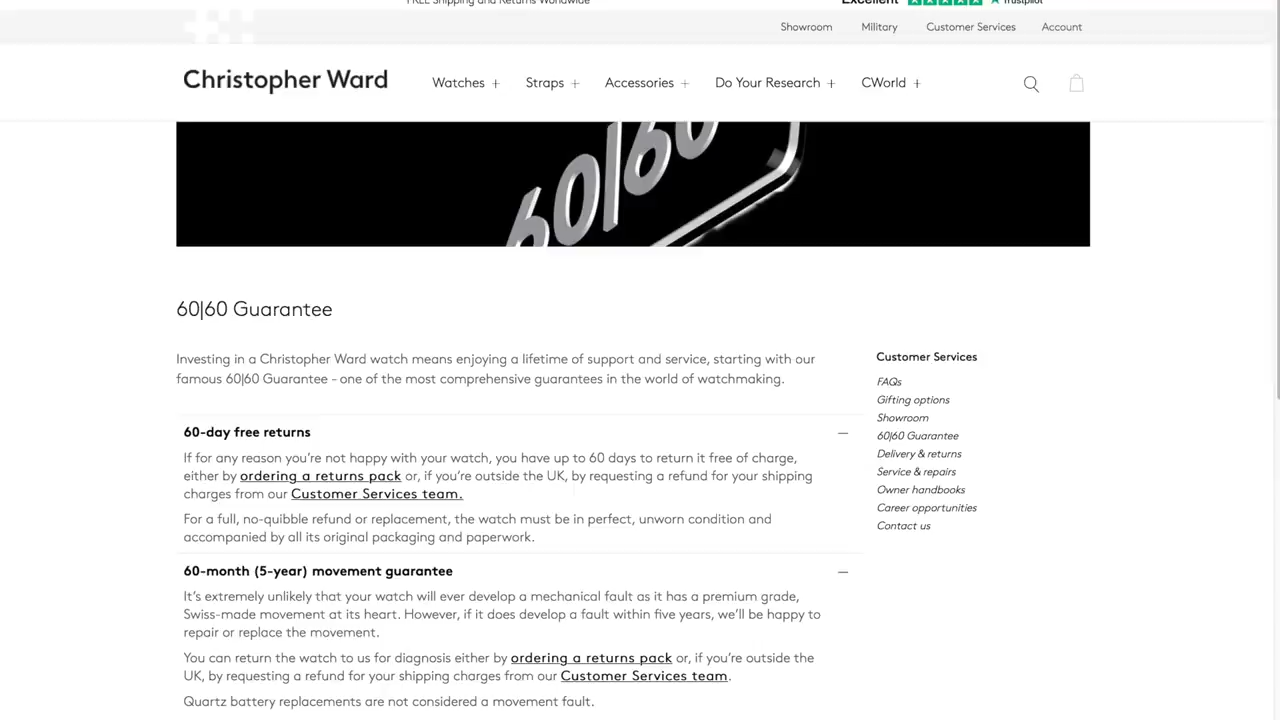 FREE Shipping and Returns Worldwide
Excellent
Trustpilot
Showroom
Military
Customer Services
Account
Christopher Ward
Watches +
Straps +
Accessories +
Do Your Research +
CWorld +
60|60
60|60 Guarantee
Investing in a Christopher Ward watch means enjoying a lifetime of support and service, starting with our
famous 60|60 Guarantee - one of the most comprehensive guarantees in the world of watchmaking.
60-day free returns
If for any reason you're not happy with your watch, you have up to 60 days to return it free of charge,
either by ordering a returns pack or, if you're outside the UK, by requesting a refund for your shipping
charges from our Customer Services team.
For a full, no-quibble refund or replacement, the watch must be in perfect, unworn condition and
accompanied by all its original packaging and paperwork.
60-month (5-year) movement guarantee
It's extremely unlikely that your watch will ever develop a mechanical fault as it has a premium grade,
Swiss-made movement at its heart. However, if it does develop a fault within five years, we'll be happy to
repair or replace the movement.
You can return the watch to us for diagnosis either by ordering a returns pack or, if you're outside the
UK, by requesting a refund for your shipping charges from our Customer Services team.
Quartz battery replacements are not considered a movement fault.
Customer Services
FAQs
Gifting options
Showroom
60|60 Guarantee
Delivery & returns
Service & repairs
Owner handbooks
Career opportunities
Contact us